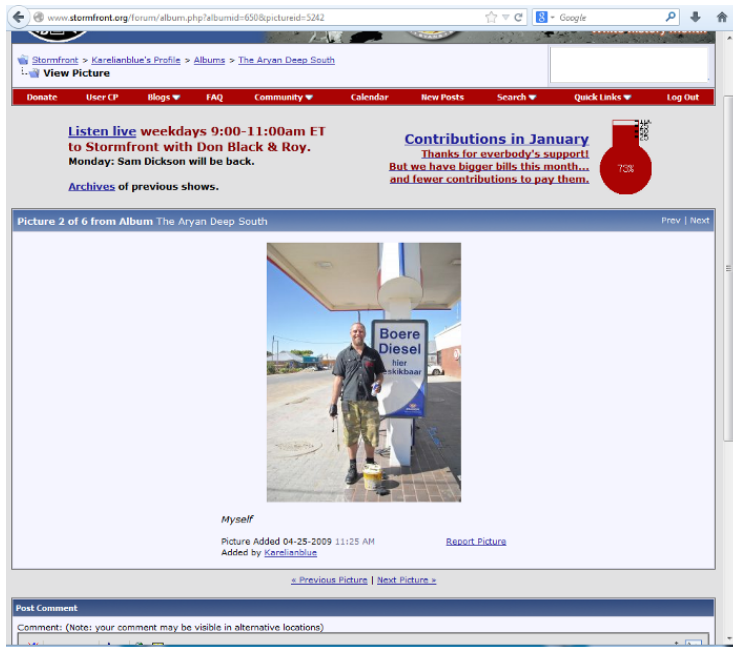 www.stormfront.org/forum/album.php?albumid=650&pictureid=5242
Google
Stormfront > Karelianblue's Profile > Albums > The Aryan Deep South
View Picture
Donate User CP Blogs FAQ Community Calendar New Posts Search Quick Links Log Out
Listen live weekdays 9:00-11:00am ET
to Stormfront with Don Black & Roy.
Monday: Sam Dickson will be back.
Archives of previous shows.
Contributions in January
Thanks for everbody's support!
But we have bigger bills this month...
and fewer contributions to pay them.
73%
Picture 2 of 6 from Album The Aryan Deep South
Prev | Next
Boere
Diesel
hier
Myself
Picture Added 04-25-2009 11:25 AM
Added by Karelianblue
Report Picture
« Previous Picture | Next Picture »
Post Comment
Comment: (Note: your comment may be visible in alternative locations)